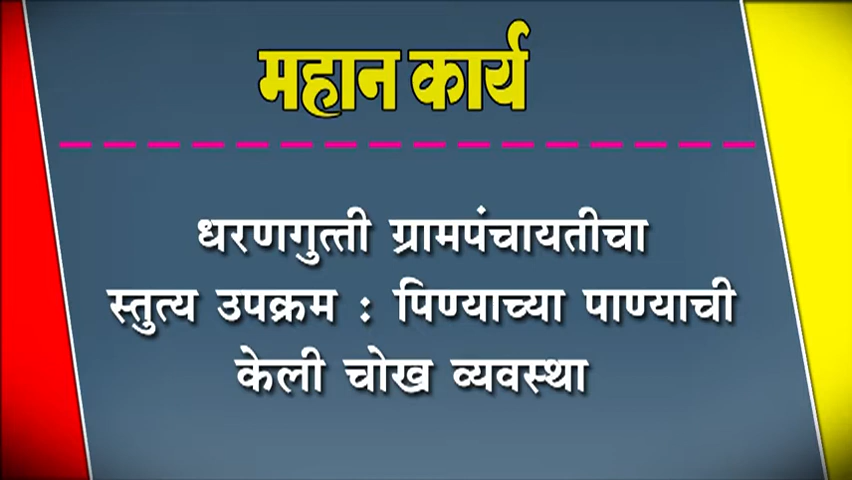 महान कार्य
धरणगुत्ती ग्रामपंचायतीचा
स्तुत्य उपक्रम : पिण्याच्या पाण्याची
केली चोख व्यवस्था